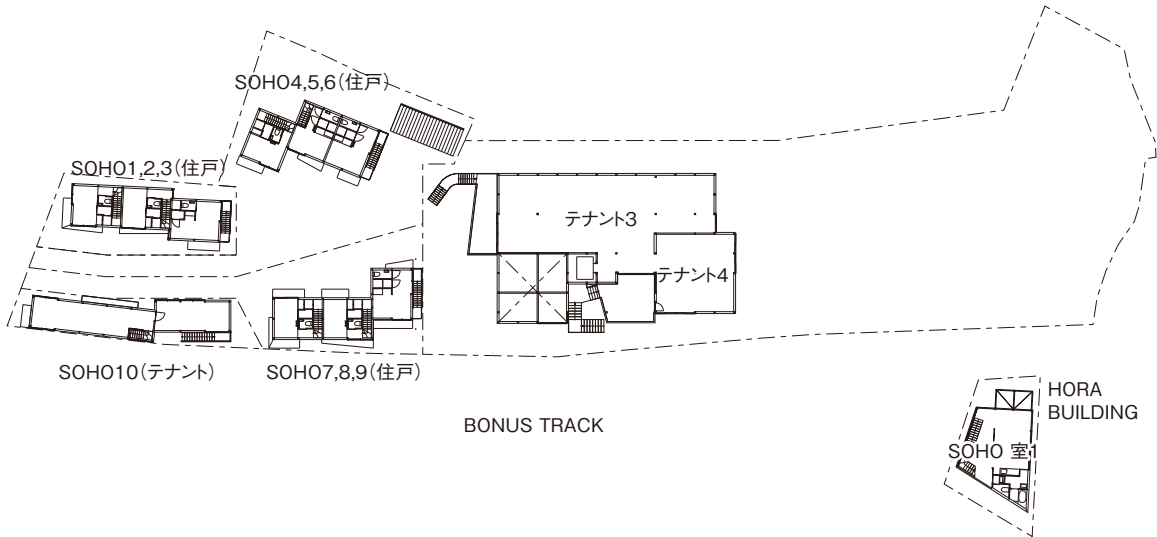 SOHO4,5,6(住戸)
SOHO1,2,3(住戸)
テナント3
テナント4
SOHO10(テナント)
SOHO7,8,9(住戸)
BONUS TRACK
HORA
BUILDING
SOHO 室1